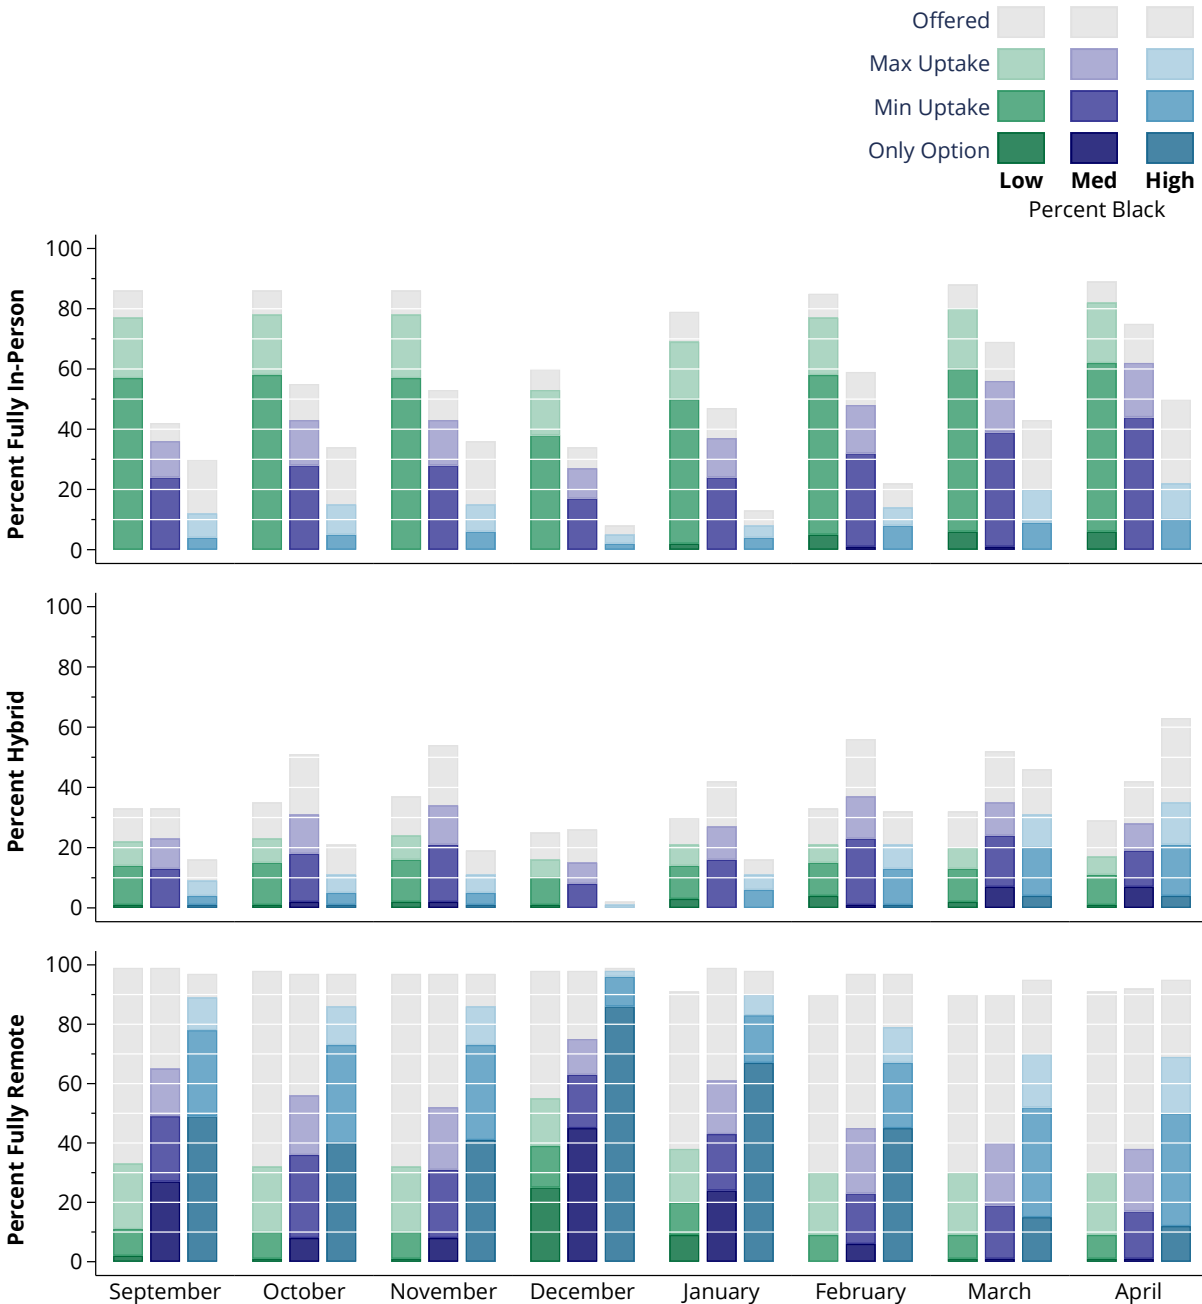 Offered
Max Uptake
Min Uptake
Only Option
Low Med High
Percent Black
Percent Fully In-Person
100
80
60
40
20
0
Percent Hybrid
100
80
60
40
20
0
Percent Fully Remote
100
80
60
40
20
0
September October November December January February March April